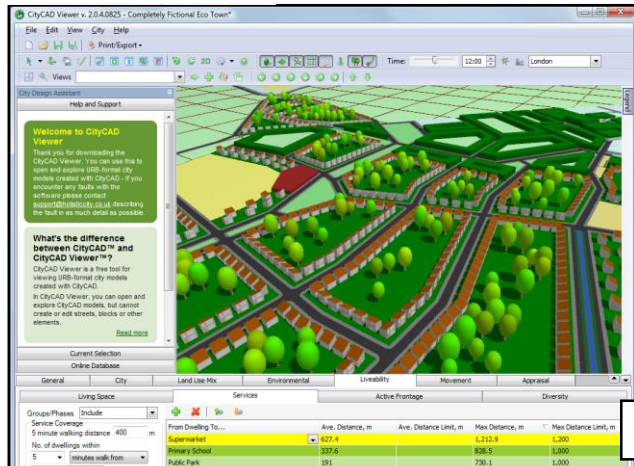 CityCAD Viewer v. 2.0.4.0825 - Completely Fictional Eco Town*
File Edit View City Help
Print/Export
2D Time: 12:00 London
Views
City Design Assistant
Help and Support
Legend
Welcome to CityCAD
Viewer
Thank you for downloading the
CityCAD Viewer. You can use this to
open and explore URB-format city
models created with CityCAD - if you
encounter any faults with the
software please contact
support@holisticcity.co.uk describing
the fault in as much detail as possible
What's the difference
between CityCAD™ and
CityCAD Viewer™?
CityCAD Viewer is a free tool for
viewing URB-format city models
created with CityCAD.
In CityCAD Viewer, you can open and
explore CityCAD models, but cannot
create or edit streets, blocks or other
elements.
Read more
Current Selection
Online Database
General City Land Use Mix Environmental Liveability Movement Appraisal
Living Space Services Active Frontage Diversity
Groups/Phases Include
Service Coverage
5 minute walking distance 400 m
No. of dwellings within
5 minutes walk from
From Dwelling To... Ave. Distance, m Ave. Distance Limit, m Max Distance, m Max Distance Limit, m
Supermarket 627.4 1,212.9 1,200
Primary School 337.6 828.5 1,000
Public Park 191 730.1 1,000